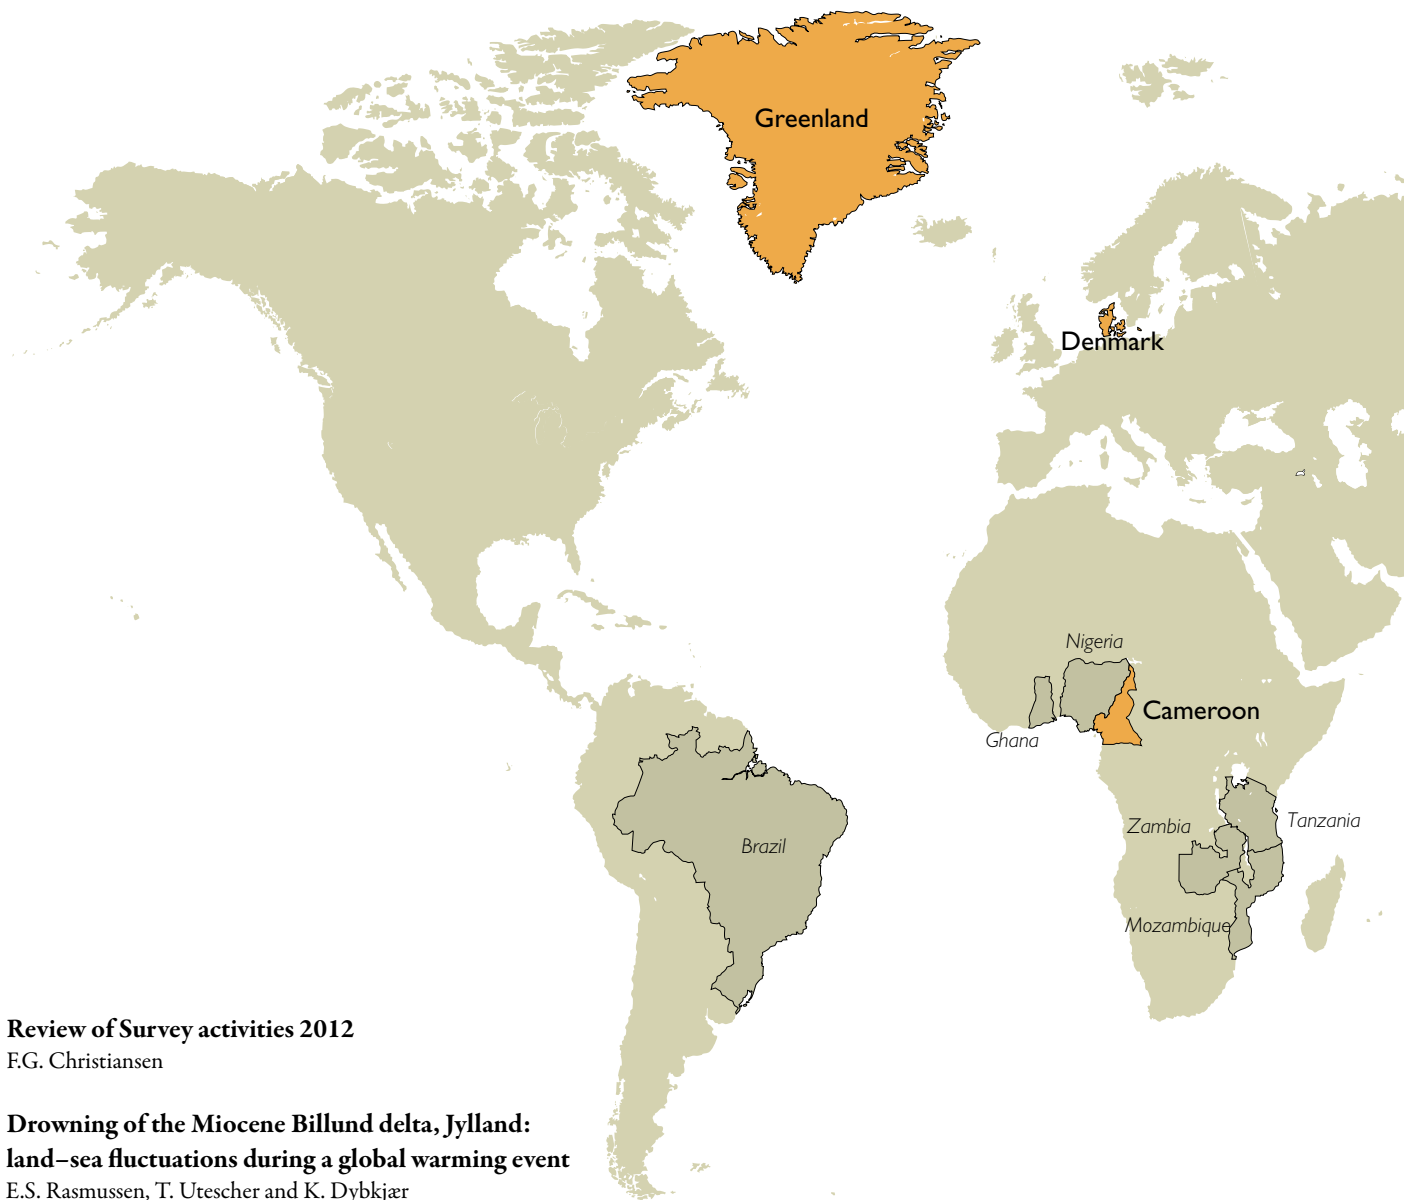 Greenland
Denmark
Nigeria
Cameroon
Ghana
Tanzania
Zambia
Brazil
Mozambique
Review of Survey activities 2012
F.G. Christiansen
Drowning of the Miocene Billund delta, Jylland:
land–sea fluctuations during a global warming event
E.S. Rasmussen, T. Utescher and K. Dybkjær